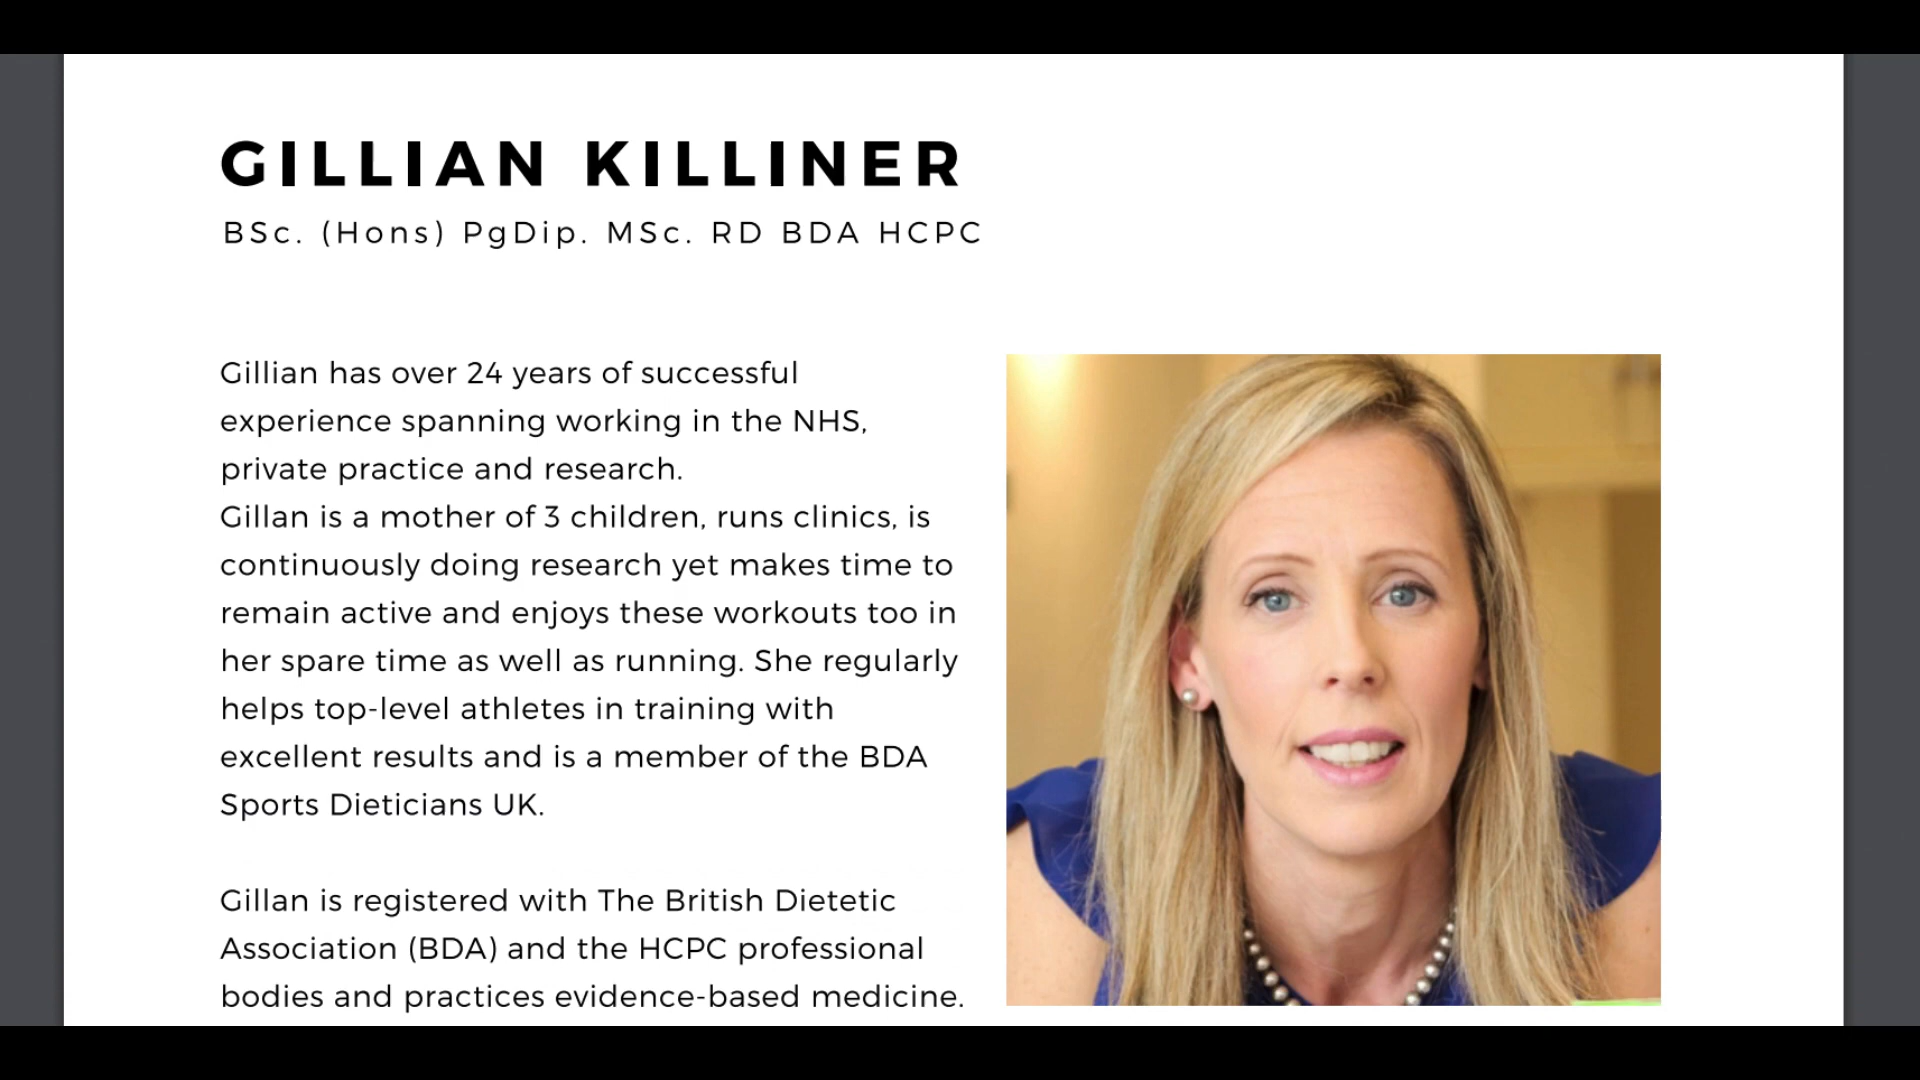 GILLIAN KILLINER
BSc. (Hons) PgDip. MSc. RD BDA HCPC
Gillian has over 24 years of successful
experience spanning working in the NHS,
private practice and research.
Gillan is a mother of 3 children, runs clinics, is
continuously doing research yet makes time to
remain active and enjoys these workouts too in
her spare time as well as running. She regularly
helps top-level athletes in training with
excellent results and is a member of the BDA
Sports Dieticians UK.
Gillan is registered with The British Dietetic
Association (BDA) and the HCPC professional
bodies and practices evidence-based medicine.